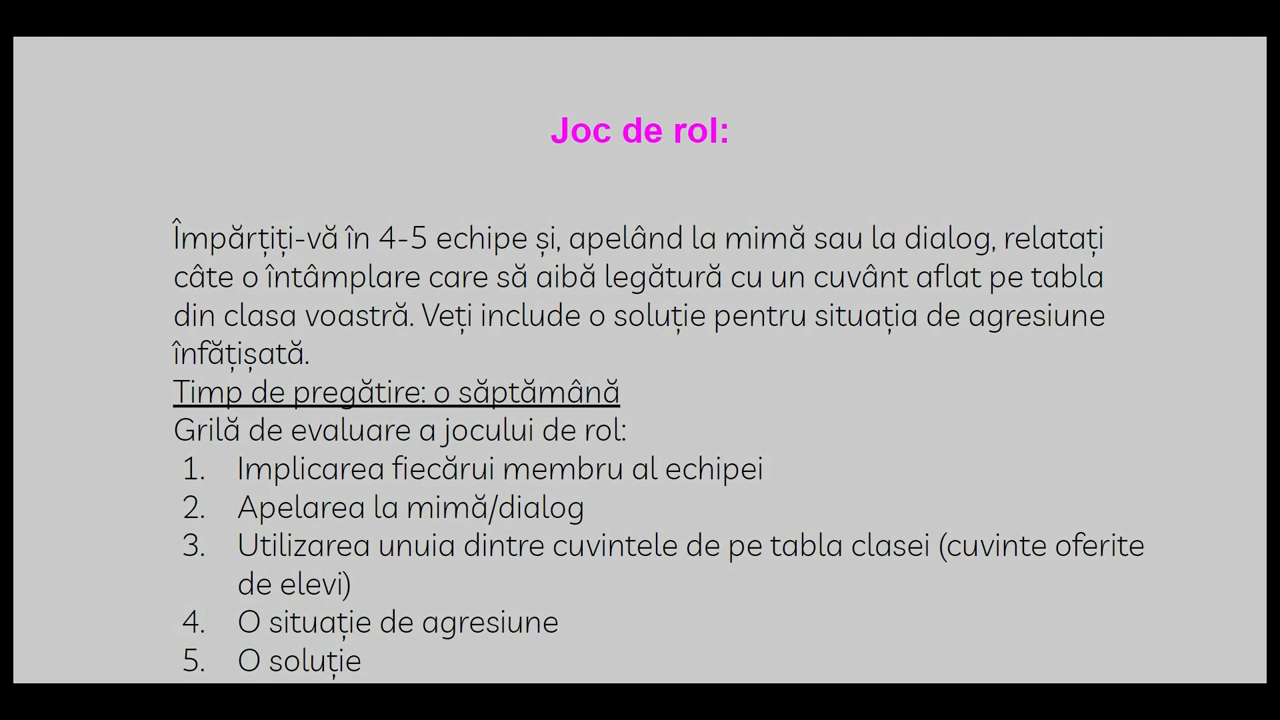 Joc de rol:
Împărțiți-vă în 4-5 echipe și, apelând la mimă sau la dialog, relatați
câte o întâmplare care să aibă legătură cu un cuvânt aflat pe tabla
din clasa voastră. Veți include o soluție pentru situația de agresiune
înfățișată.
Timp de pregătire: o săptămână
Grilă de evaluare a jocului de rol:
1. Implicarea fiecărui membru al echipei
2. Apelarea la mimă/dialog
3. Utilizarea unuia dintre cuvintele de pe tabla clasei (cuvinte oferite
de elevi)
4. O situație de agresiune
5. O soluție